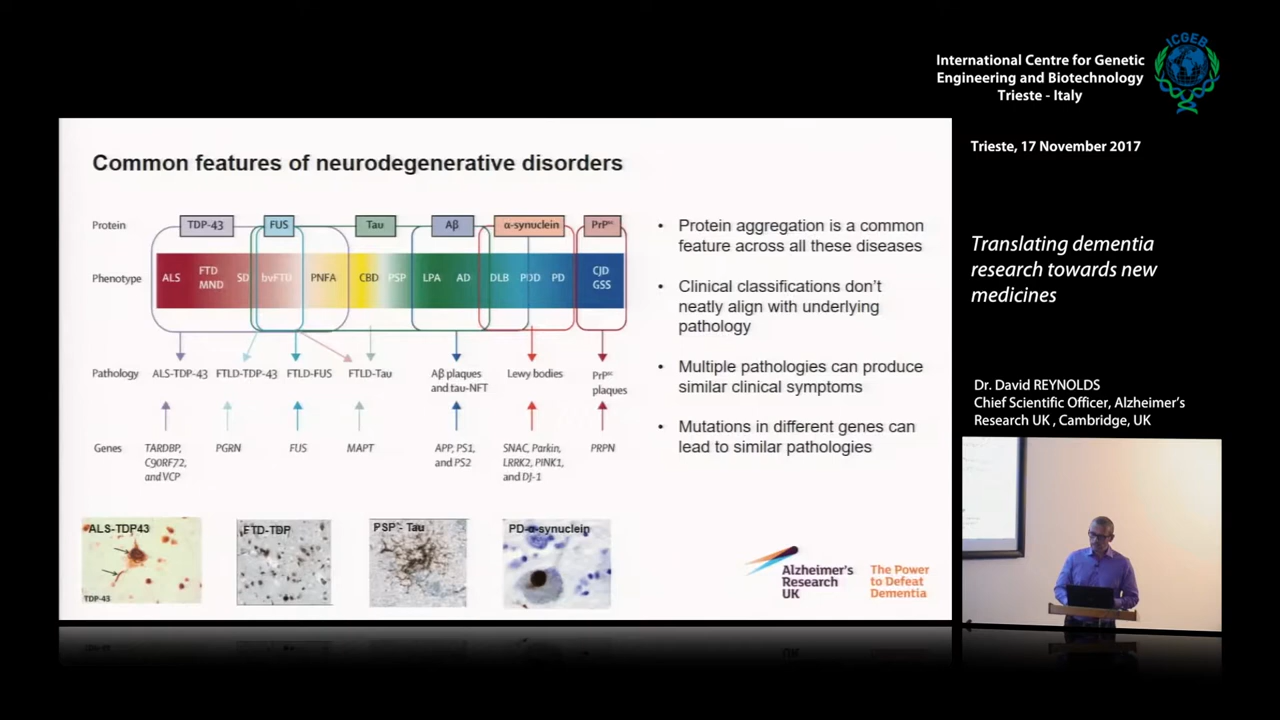 ICGEB
International Centre for Genetic
Engineering and Biotechnology
Trieste - Italy
Trieste, 17 November 2017
Translating dementia
research towards new
medicines
Dr. David REYNOLDS
Chief Scientific Officer, Alzheimer's
Research UK , Cambridge, UK
Common features of neurodegenerative disorders
Protein TDP-43 FUS Tau Aβ α-synuclein PrPˢᶜ
Phenotype ALS FTD MND SD bvFTD PNFA CBD PSP LPA AD DLB PDD PD CJD GSS
Pathology ALS-TDP-43 FTLD-TDP-43 FTLD-FUS FTLD-Tau Aβ plaques Lewy bodies PrPˢᶜ
and tau-NFT plaques
Genes TARDBP, PGRN FUS MAPT APP, PS1, SNAC, Parkin, PRPN
C9ORF72, and PS2 LRRK2, PINK1,
and VCP and DJ-1
ALS-TDP43 FTD-TDP PSP - Tau PD-α-synuclein
TDP-43
• Protein aggregation is a common
feature across all these diseases
• Clinical classifications don't
neatly align with underlying
pathology
• Multiple pathologies can produce
similar clinical symptoms
• Mutations in different genes can
lead to similar pathologies
Alzheimer's
Research
UK
The Power
to Defeat
Dementia